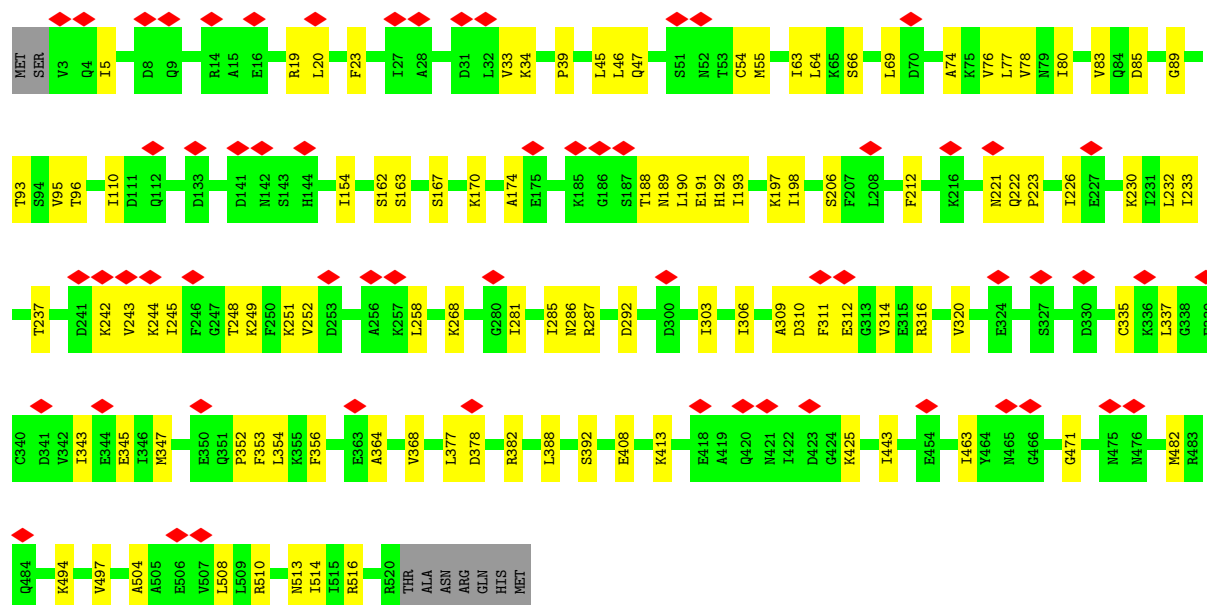 MET SER V3 Q4 I5 D8 Q9 R14 A15 E16 R19 L20 F23 I27 A28 D31 L32 V33 K34 P39 L45 L46 Q47 S51 N52 T53 C54 M55 I63 L64 K65 S66 L69 D70 A74 K75 V76 L77 V78 N79 I80 V83 Q84 D85 G89
T93 S94 V95 T96 I110 D111 Q112 D133 D141 N142 S143 H144 I154 S162 S163 S167 K170 A174 E175 K185 G186 S187 T188 N189 L190 E191 H192 I193 K197 I198 S206 F207 L208 F212 K216 N221 Q222 P223 I226 E227 K230 I231 L232 I233
T237 D241 K242 V243 K244 I245 F246 G247 T248 K249 F250 K251 V252 D253 A256 K257 L258 K268 G280 I281 I285 N286 R287 D292 D300 I303 I306 A309 D310 F311 E312 G313 V314 E315 R316 V320 E324 S327 D330 C335 K336 L337 G338
C340 D341 V342 I343 E344 E345 I346 M347 E350 Q351 P352 F353 L354 K355 F356 E363 A364 V368 L377 D378 R382 L388 S392 E408 K413 E418 A419 Q420 N421 I422 D423 G424 K425 I443 E454 I463 Y464 N465 G466 G471 N475 N476 M482 R483
Q484 K494 V497 A504 A505 E506 V507 L508 L509 R510 N513 I514 I515 R516 R520 THR ALA ASN ARG GLN HIS MET